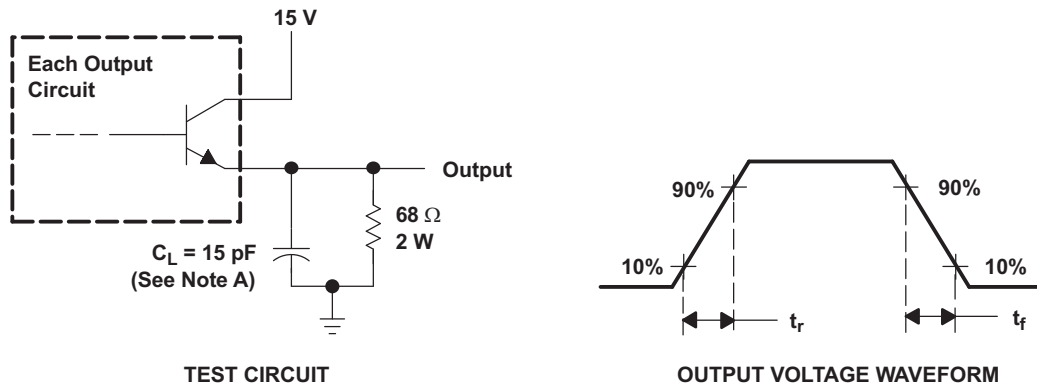 15 V
Each Output
Circuit
Output
68 Ω
2 W
C_L = 15 pF
(See Note A)
TEST CIRCUIT
90%
90%
10%
10%
t_r
t_f
OUTPUT VOLTAGE WAVEFORM